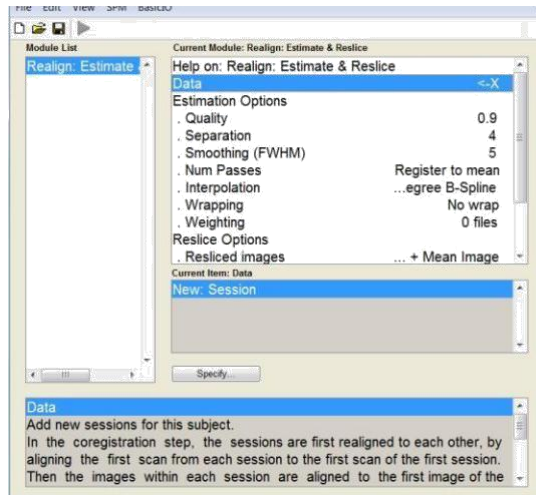 File Edit View SPM BasicIO
Module List
Current Module: Realign: Estimate & Reslice
Realign: Estimate
Help on: Realign: Estimate & Reslice
Data <-X
Estimation Options
. Quality 0.9
. Separation 4
. Smoothing (FWHM) 5
. Num Passes Register to mean
. Interpolation ...egree B-Spline
. Wrapping No wrap
. Weighting 0 files
Reslice Options
. Resliced images ... + Mean Image
Current Item: Data
New: Session
Specify...
Data
Add new sessions for this subject.
In the coregistration step, the sessions are first realigned to each other, by
aligning the first scan from each session to the first scan of the first session.
Then the images within each session are aligned to the first image of the